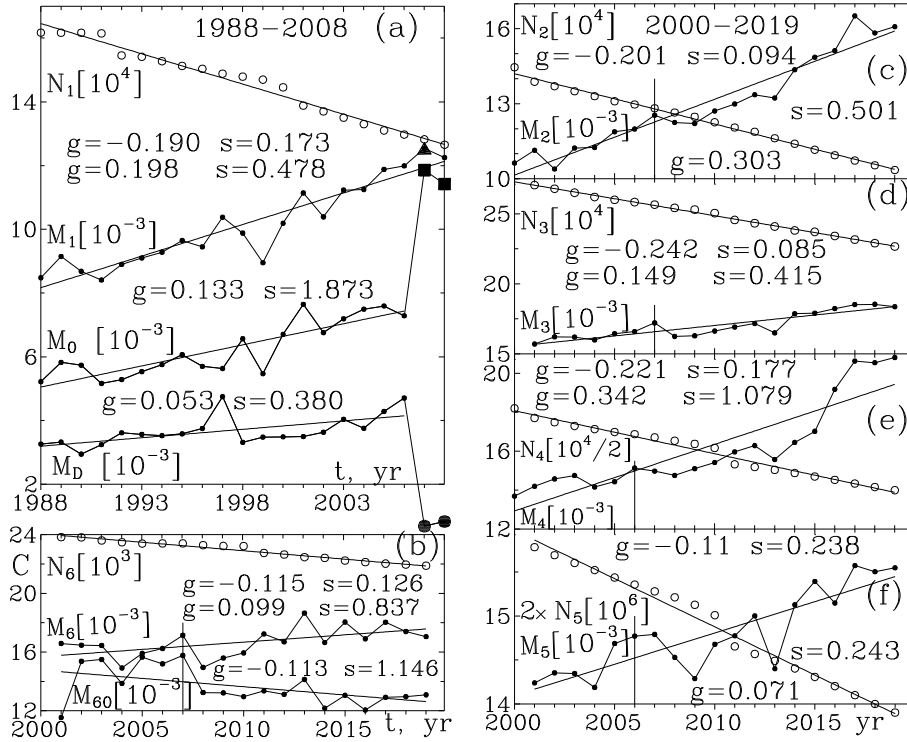 1988−2008 (a)
N1[10^4]
16
14
g=−0.190 s=0.173
g=0.198 s=0.478
10
M1[10^-3]
g=0.133 s=1.873
M0 [10^-3]
6
g=0.053 s=0.380
MD [10^-3]
t, yr
2
1988 1993 1998 2003
(b)
24
C
N6[10^3]
22
g=−0.115 s=0.126
M6[10^-3]
g=0.099 s=0.837
16
g=−0.113 s=1.146
14
M60[10^-3]
12
2000 2005 2010 2015 t, yr
16
N2[10^4] 2000−2019
g=−0.201 s=0.094
(c)
13
s=0.501
M2[10^-3]
12
g=0.303
10
(d)
25
N3[10^4]
g=−0.242 s=0.085
g=0.149 s=0.415
M3[10^-3]
15
20
g=−0.221 s=0.177
g=0.342 s=1.079
(e)
16
N4[10^4/2]
M4[10^-3]
12
g=−0.11 s=0.238
(f)
15
2× N5[10^6]
M5[10^-3]
s=0.243
g=0.071
14
2000 2005 2010 2015 yr